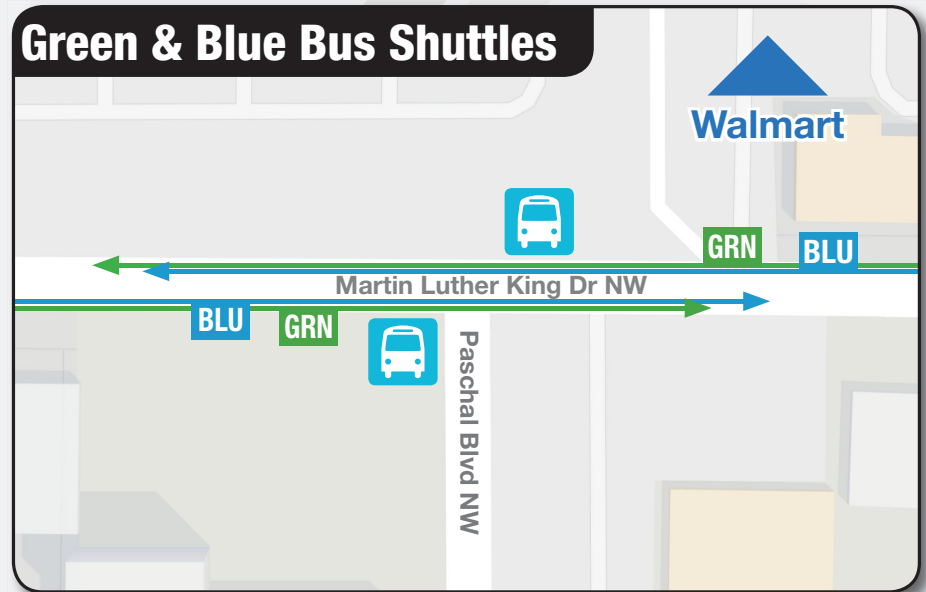 Green & Blue Bus Shuttles
Walmart
GRN
BLU
Martin Luther King Dr NW
BLU
GRN
Paschal Blvd NW